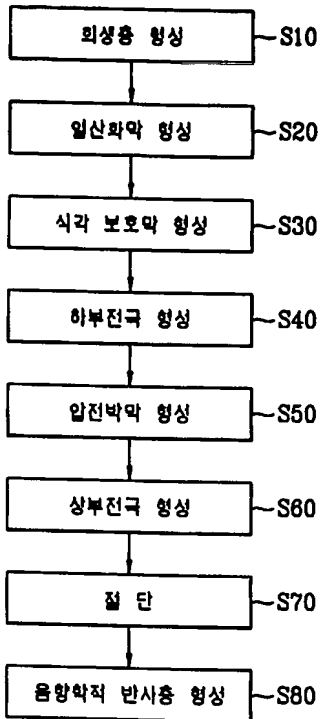 희생층 형성 S10
일산화막 형성 S20
식각 보호막 형성 S30
하부전극 형성 S40
압전박막 형성 S50
상부전극 형성 S60
절 단 S70
음향학적 반사층 형성 S80